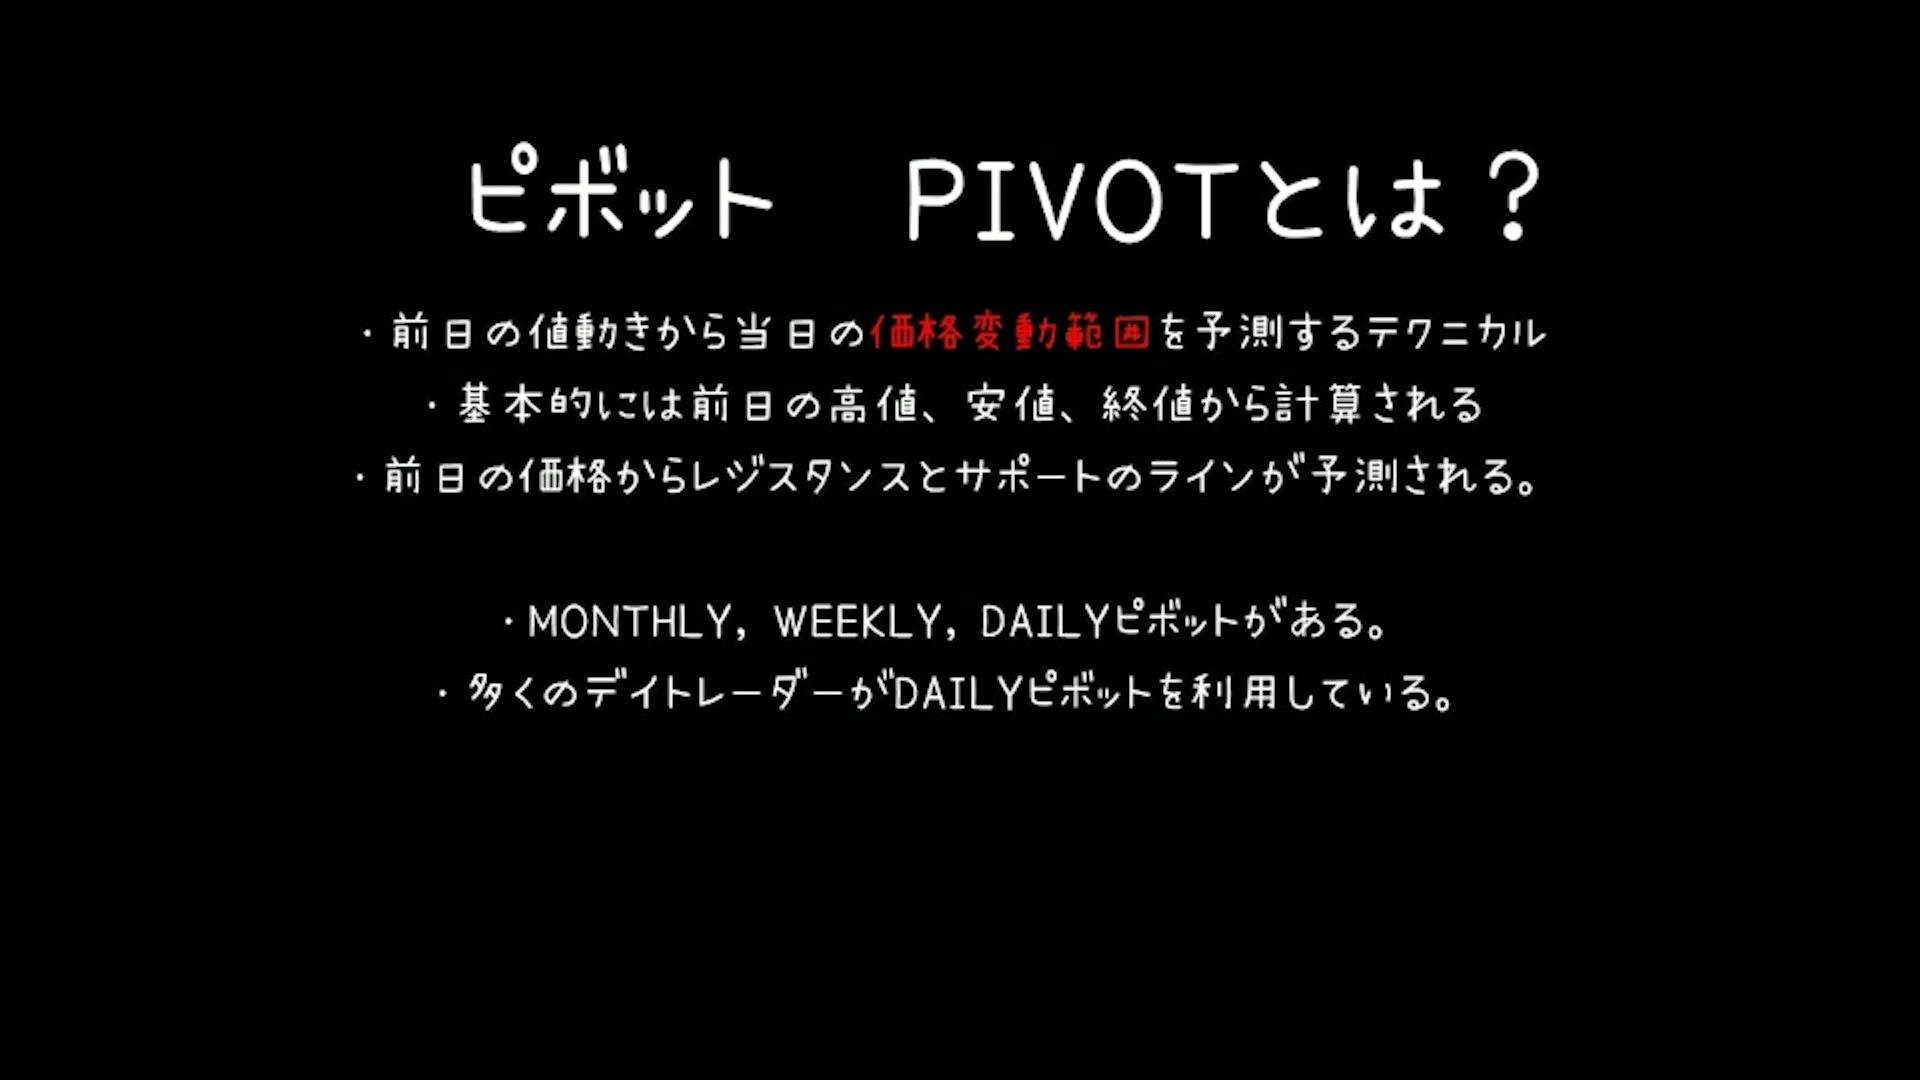 ピボット　PIVOTとは？
・前日の値動きから当日の価格変動範囲を予測するテクニカル
・基本的には前日の高値、安値、終値から計算される
・前日の価格からレジスタンスとサポートのラインが予測される。
・MONTHLY, WEEKLY, DAILYピボットがある。
・多くのデイトレーダーがDAILYピボットを利用している。